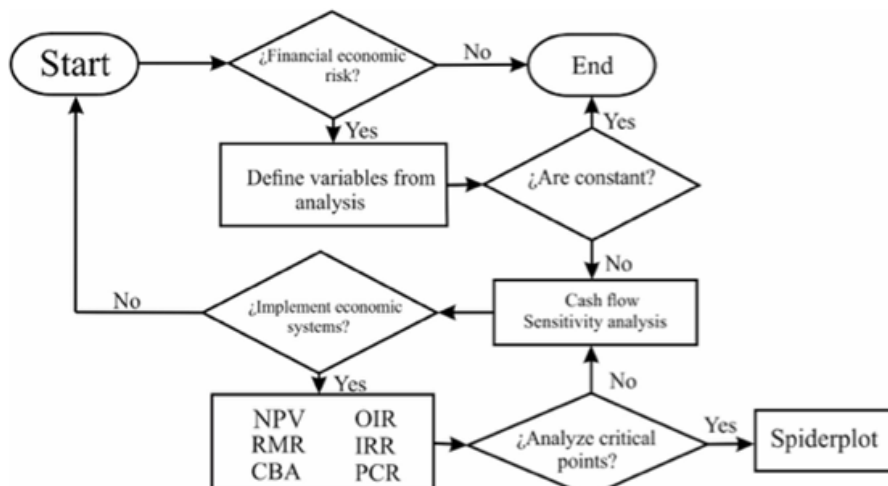 Start
¿Financial economic
risk?
No
End
Yes
Yes
Define variables from
analysis
¿Are constant?
No
No
¿Implement economic
systems?
Cash flow
Sensitivity analysis
Yes
No
NPV OIR
RMR IRR
CBA PCR
¿Analyze critical
points?
Yes
Spiderplot